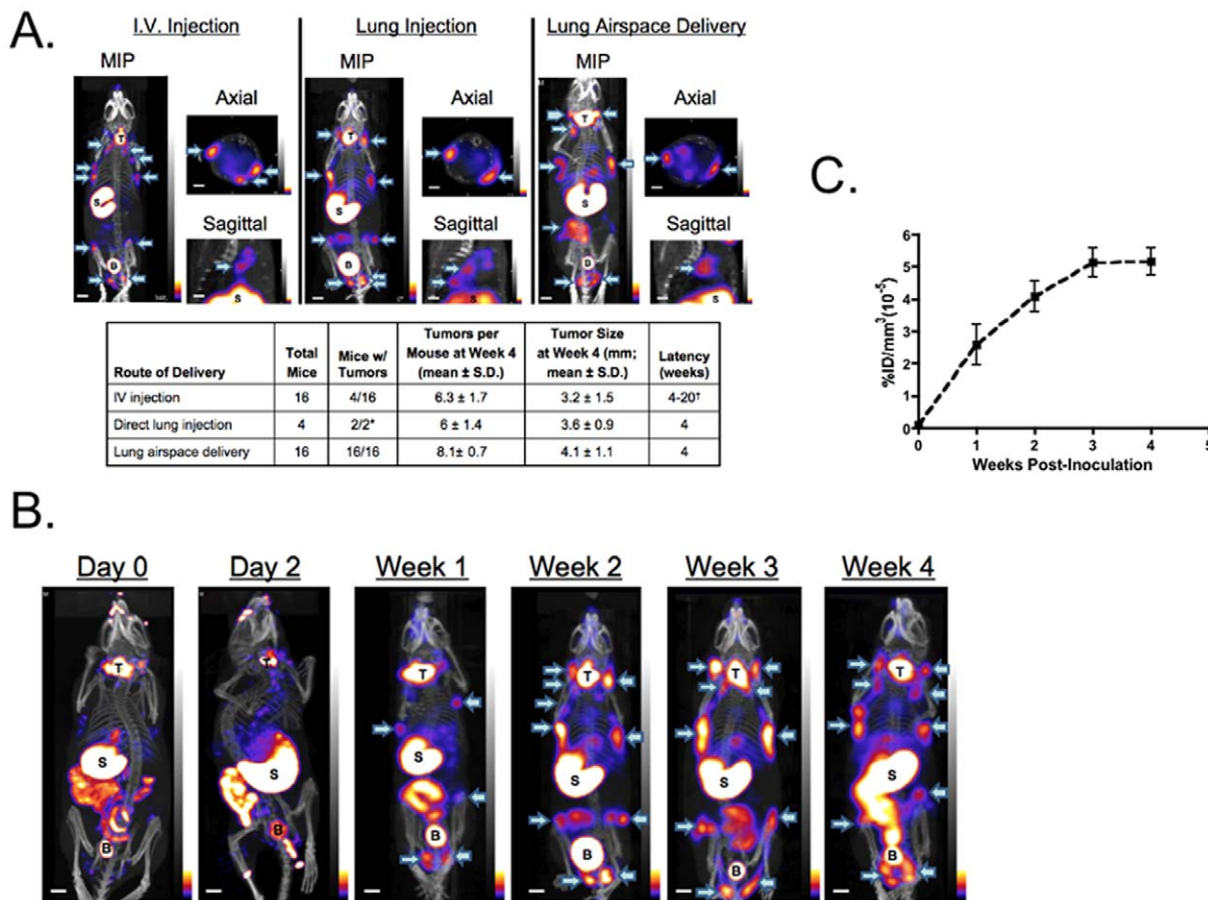 A.
I.V. Injection
Lung Injection
Lung Airspace Delivery
MIP
Axial
Sagittal
T
S
B
S
MIP
Axial
Sagittal
T
S
B
S
MIP
Axial
Sagittal
T
S
B
S
Route of Delivery | Total Mice | Mice w/ Tumors | Tumors per Mouse at Week 4 (mean ± S.D.) | Tumor Size at Week 4 (mm; mean ± S.D.) | Latency (weeks)
IV injection | 16 | 4/16 | 6.3 ± 1.7 | 3.2 ± 1.5 | 4-20†
Direct lung injection | 4 | 2/2* | 6 ± 1.4 | 3.6 ± 0.9 | 4
Lung airspace delivery | 16 | 16/16 | 8.1± 0.7 | 4.1 ± 1.1 | 4
C.
%ID/mm³(10⁻⁵)
6
5
4
3
2
1
0
0 1 2 3 4 5
Weeks Post-Inoculation
B.
Day 0
Day 2
Week 1
Week 2
Week 3
Week 4
T
S
B
T
S
B
T
S
B
T
S
B
T
S
B
T
S
B